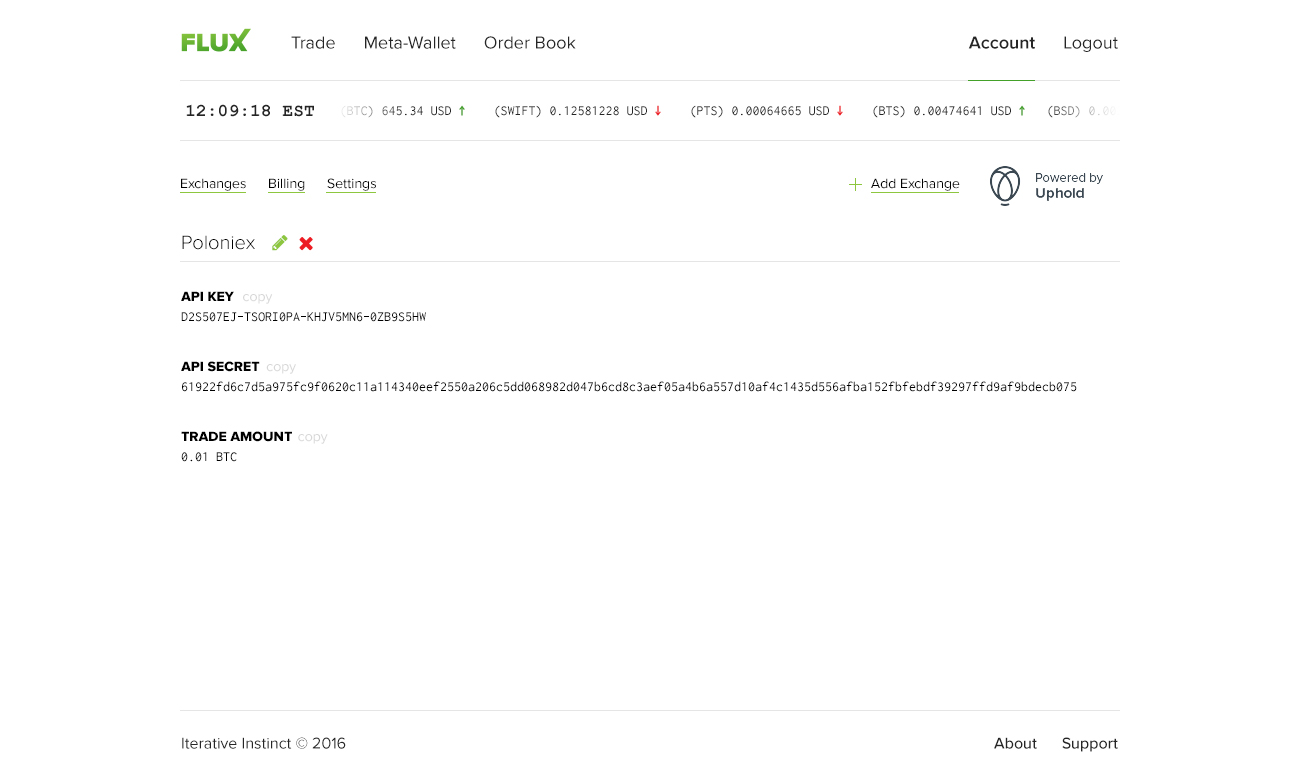 FLUX Trade Meta-Wallet Order Book Account Logout
12:09:18 EST (BTC) 645.34 USD ↑ (SWIFT) 0.12581228 USD ↓ (PTS) 0.00064665 USD ↓ (BTS) 0.00474641 USD ↑ (BSD) 0.00
Exchanges Billing Settings + Add Exchange Powered by
Uphold
Poloniex
API KEY copy
D2S507EJ-TSORI0PA-KHJV5MN6-0ZB9S5HW
API SECRET copy
61922fd6c7d5a975fc9f0620c11a114340eef2550a206c5dd068982d047b6cd8c3aef05a4b6a557d10af4c1435d556afba152fbfebdf39297ffd9af9bdecb075
TRADE AMOUNT copy
0.01 BTC
Iterative Instinct © 2016 About Support